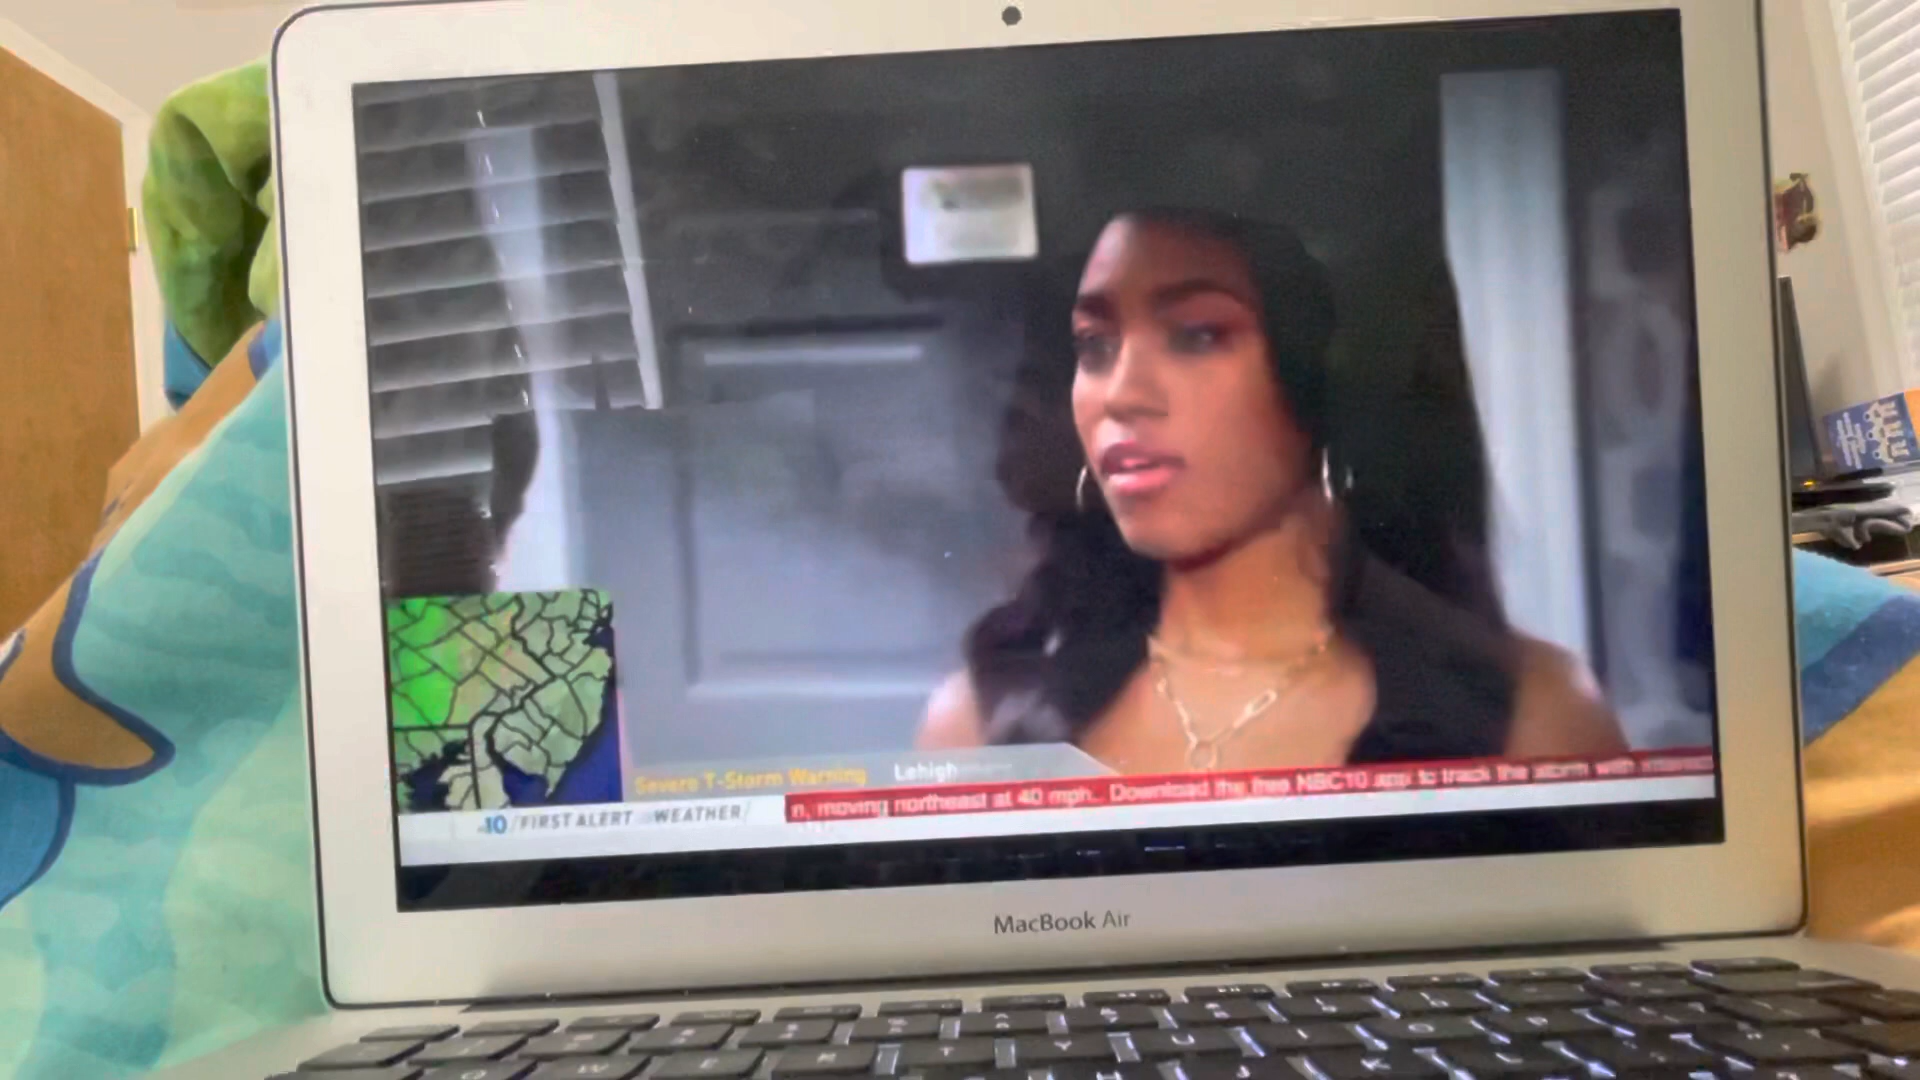 Severe T-Storm Warning Lehigh
n, moving northeast at 40 mph.. Download the free NBC10 app to track the storm with interact
10/FIRST ALERT WEATHER/
MacBook Air